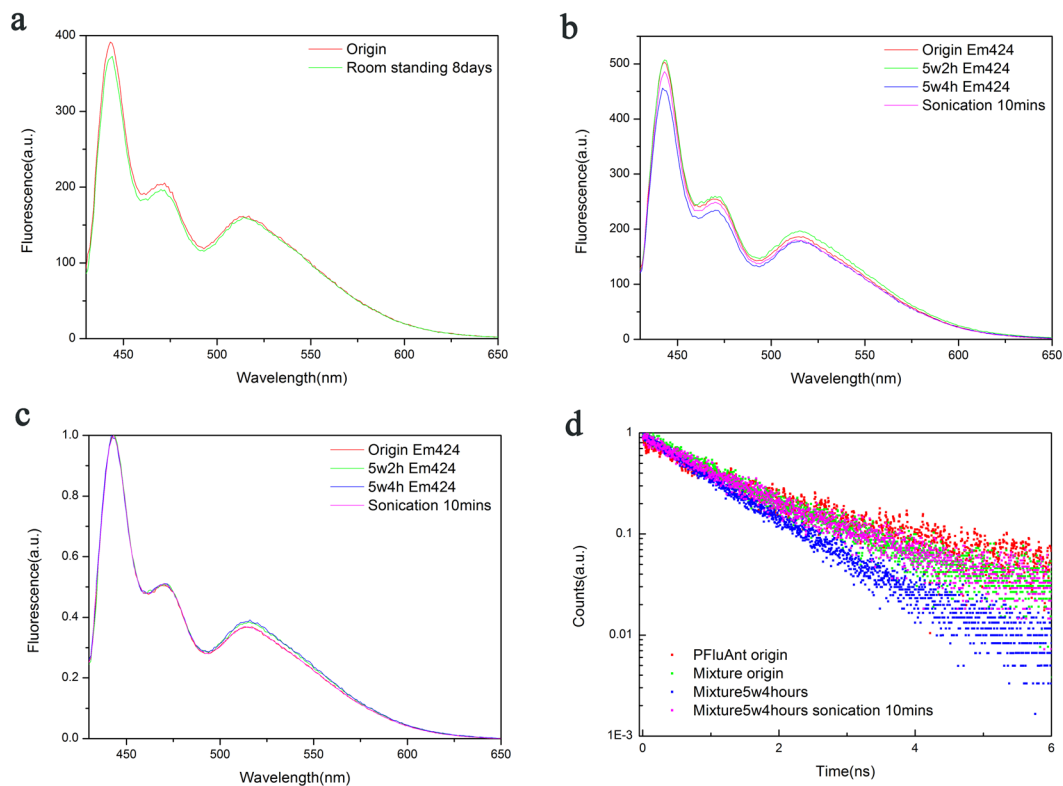 a
Fluorescence(a.u.)
400
300
200
100
0
Origin
Room standing 8days
450
500
550
600
650
Wavelength(nm)
b
Fluorescence(a.u.)
500
400
300
200
100
0
Origin Em424
5w2h Em424
5w4h Em424
Sonication 10mins
450
500
550
600
650
Wavelength(nm)
c
Fluorescence(a.u.)
1.0
0.8
0.6
0.4
0.2
0.0
Origin Em424
5w2h Em424
5w4h Em424
Sonication 10mins
450
500
550
600
650
Wavelength(nm)
d
Counts(a.u.)
1
0.1
0.01
1E-3
PFluAnt origin
Mixture origin
Mixture5w4hours
Mixture5w4hours sonication 10mins
0
2
4
6
Time(ns)